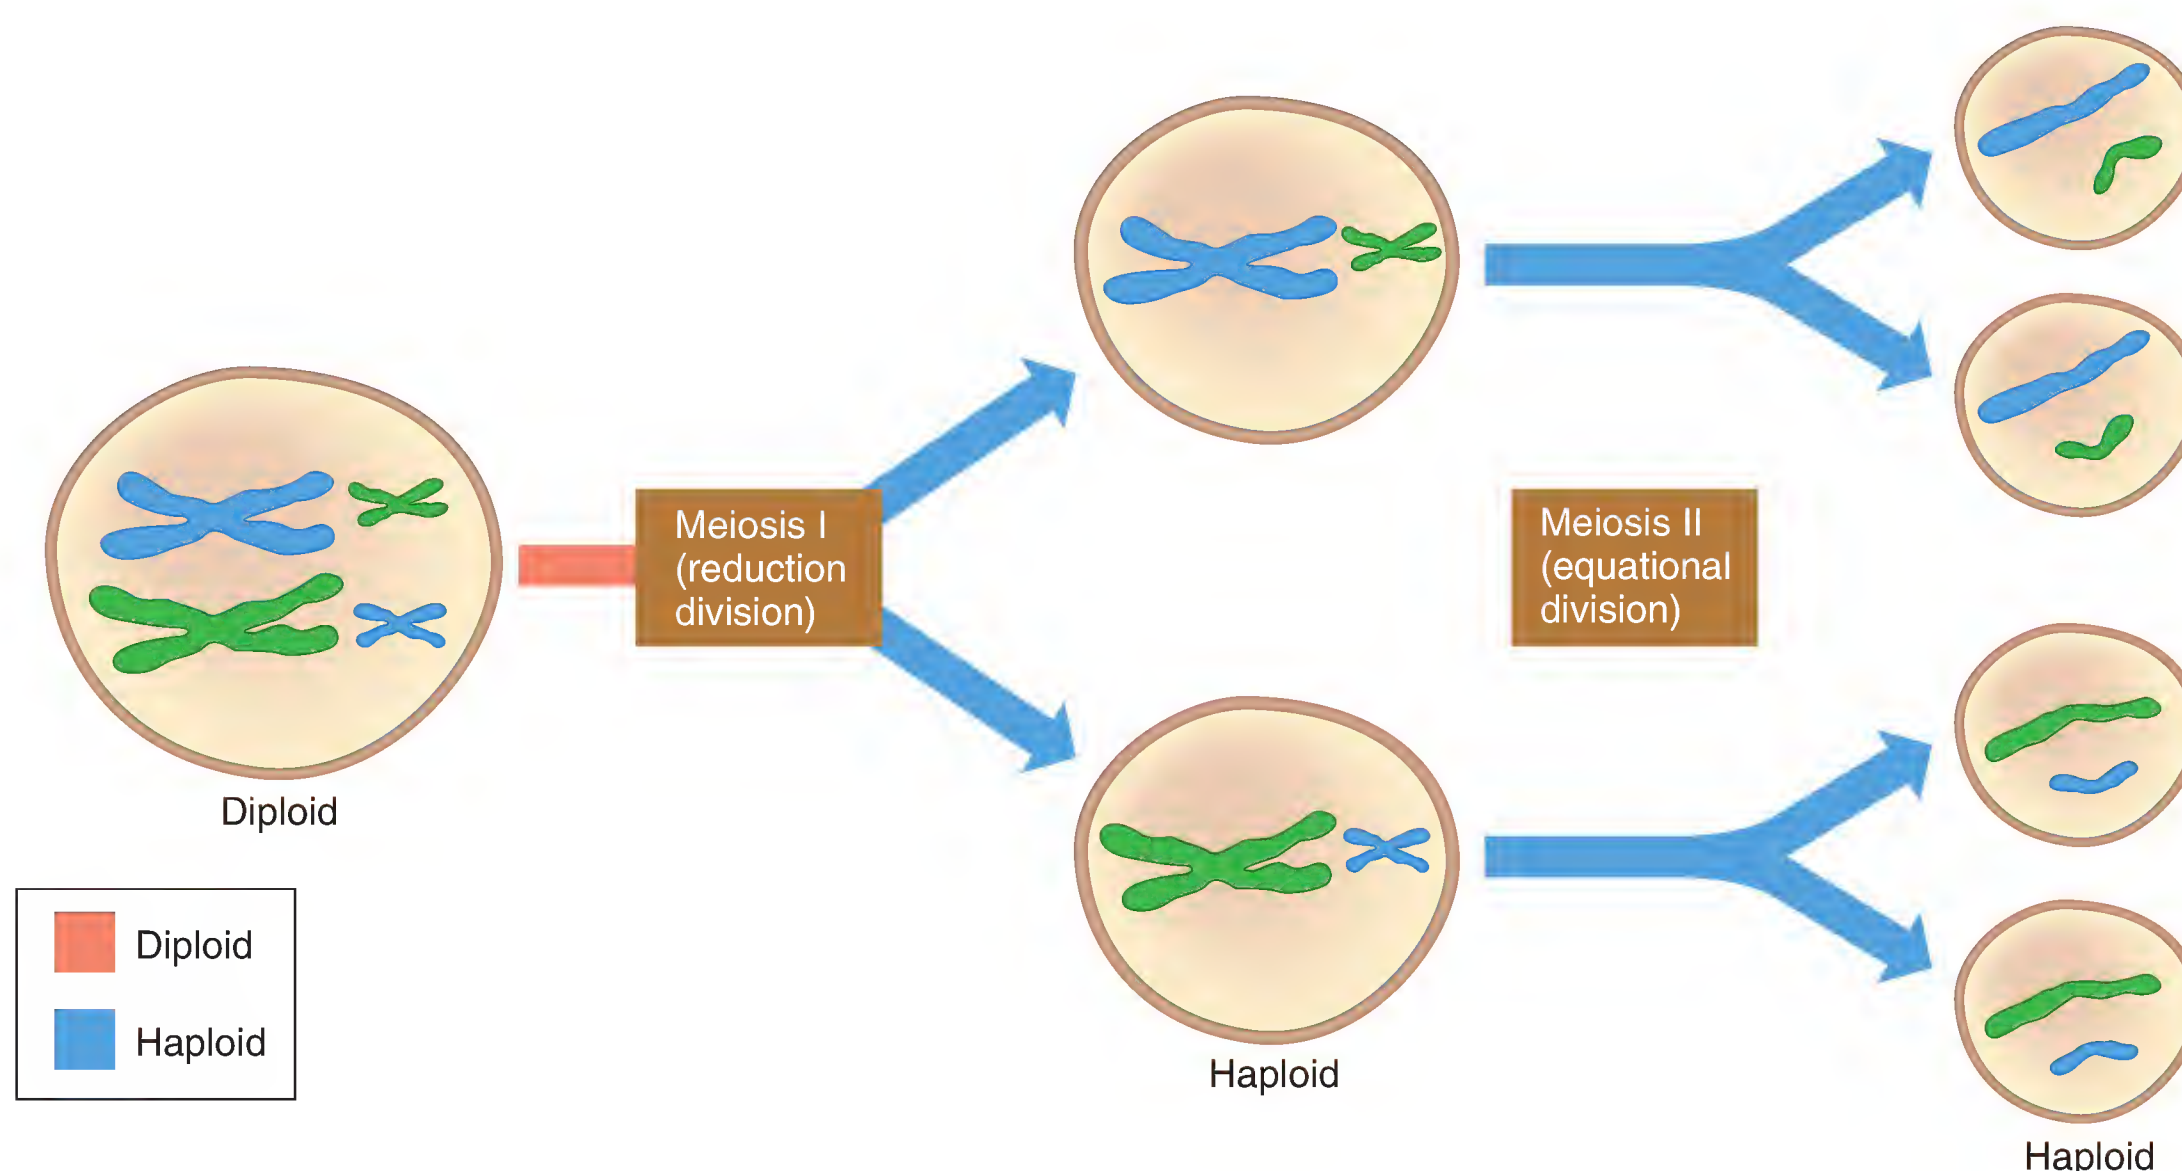 Meiosis I
(reduction
division)
Meiosis II
(equational
division)
Diploid
Diploid
Haploid
Haploid
Haploid